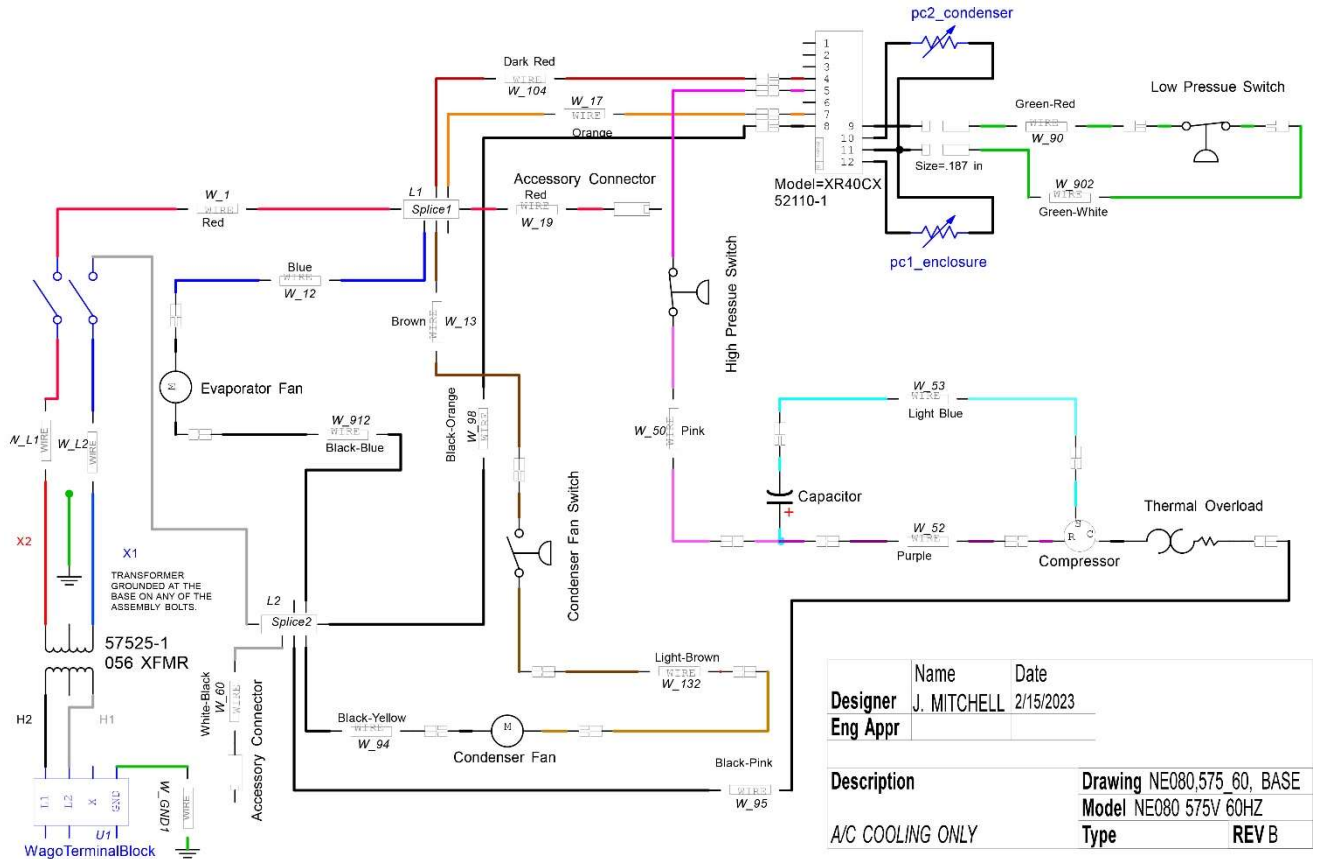 pc2_condenser
1
2
3
4
5
6
7
8
9
10
11
12
Dark Red
WIRE
W_104
W_17
WIRE
Orange
Green-Red
WIRE
W_90
Low Pressue Switch
Size=.187 in
Model=XR40CX
52110-1
W_902
WIRE
Green-White
pc1_enclosure
W_1
WIRE
Red
L1
Splice1
Accessory Connector
Red
WIRE
W_19
Blue
WIRE
W_12
Brown
WIRE
W_13
High Pressue Switch
M
Evaporator Fan
W_912
WIRE
Black-Blue
Black-Orange
W_98
WIRE
W_50
WIRE
Pink
W_53
WIRE
Light Blue
W_L1
WIRE
W_L2
WIRE
Capacitor
+
Condenser Fan Switch
W_52
WIRE
Purple
S
R
C
Compressor
Thermal Overload
X2
X1
TRANSFORMER
GROUNDED AT THE
BASE ON ANY OF THE
ASSEMBLY BOLTS.
L2
Splice2
57525-1
056 XFMR
White-Black
W_60
WIRE
Accessory Connector
Light-Brown
WIRE
W_132
Black-Yellow
WIRE
W_94
M
Condenser Fan
Black-Pink
WIRE
W_95
H2
H1
L1
L2
X
GND
U1
WagoTerminalBlock
W_GND1
WIRE
Name Date
Designer J. MITCHELL 2/15/2023
Eng Appr
Description Drawing NE080,575_60, BASE
Model NE080 575V 60HZ
A/C COOLING ONLY Type REV B